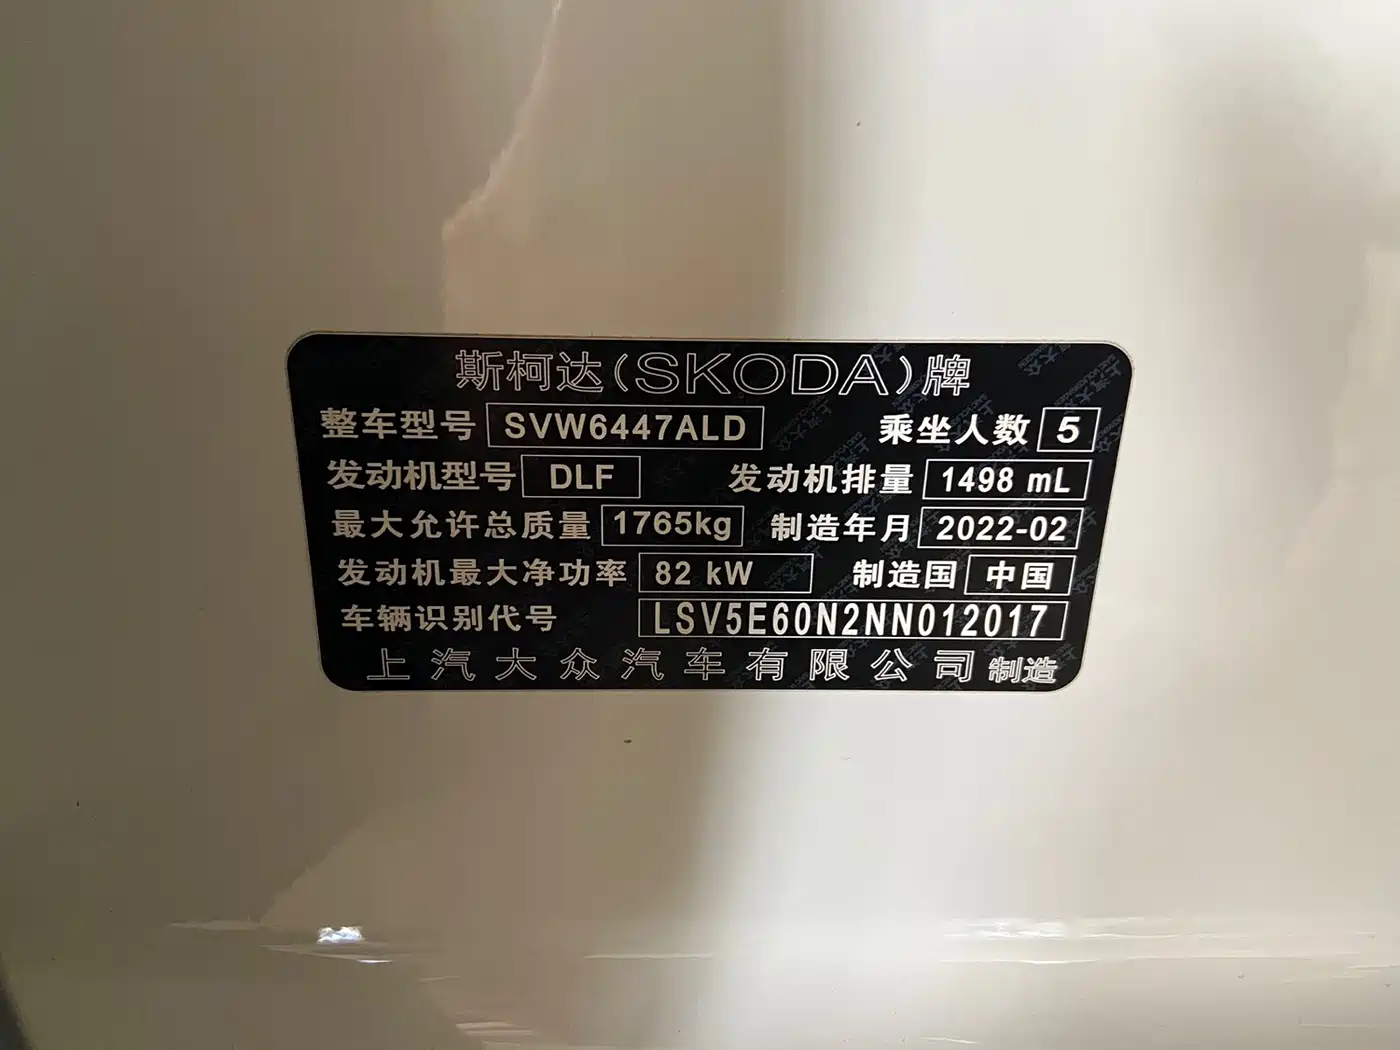 斯柯达(SKODA)牌
整车型号 SVW6447ALD 乘坐人数 5
发动机型号 DLF 发动机排量 1498 mL
最大允许总质量 1765kg 制造年月 2022-02
发动机最大净功率 82 kW 制造国 中国
车辆识别代号 LSV5E60N2NN012017
上汽大众汽车有限公司 制造